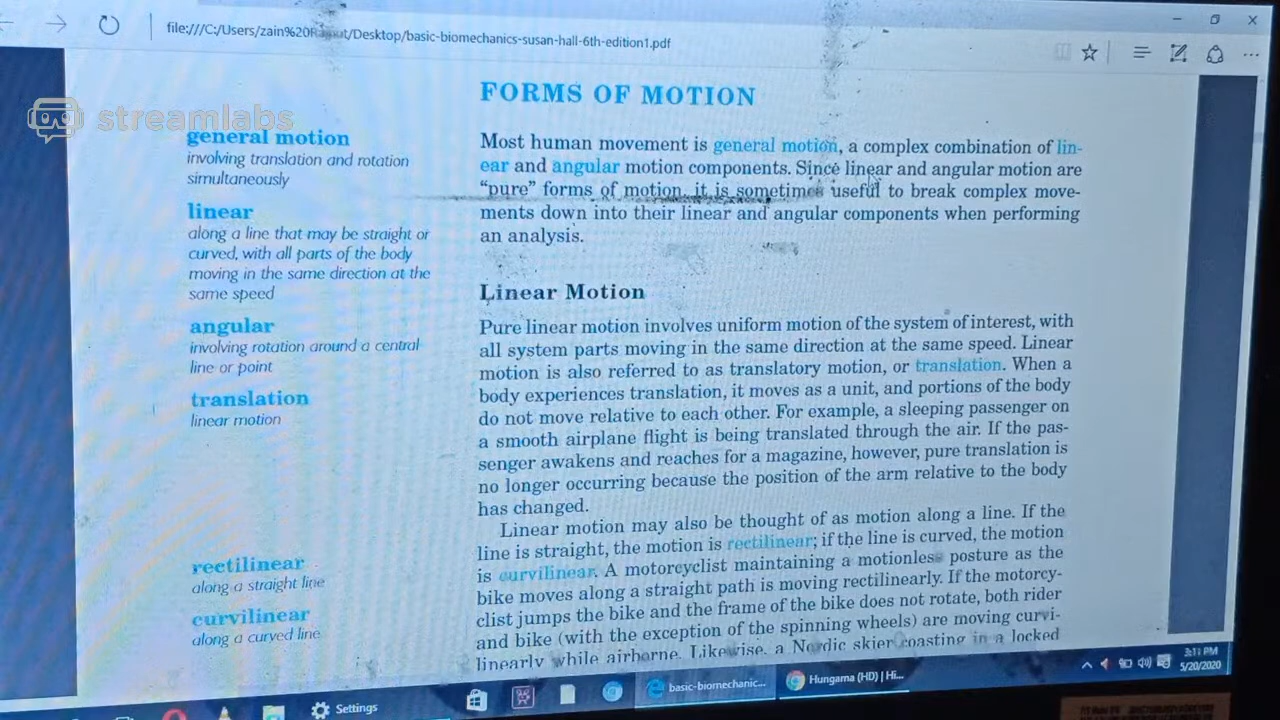 file:///C:/Users/zain%20Rajput/Desktop/basic-biomechanics-susan-hall-6th-edition1.pdf
streamlabs
general motion
involving translation and rotation
simultaneously
linear
along a line that may be straight or
curved, with all parts of the body
moving in the same direction at the
same speed
angular
involving rotation around a central
line or point
translation
linear motion
rectilinear
along a straight line
curvilinear
along a curved line
FORMS OF MOTION
Most human movement is general motion, a complex combination of lin-
ear and angular motion components. Since linear and angular motion are
“pure” forms of motion, it is sometimes useful to break complex move-
ments down into their linear and angular components when performing
an analysis.
Linear Motion
Pure linear motion involves uniform motion of the system of interest, with
all system parts moving in the same direction at the same speed. Linear
motion is also referred to as translatory motion, or translation. When a
body experiences translation, it moves as a unit, and portions of the body
do not move relative to each other. For example, a sleeping passenger on
a smooth airplane flight is being translated through the air. If the pas-
senger awakens and reaches for a magazine, however, pure translation is
no longer occurring because the position of the arm relative to the body
has changed.
Linear motion may also be thought of as motion along a line. If the
line is straight, the motion is rectilinear; if the line is curved, the motion
is curvilinear. A motorcyclist maintaining a motionless posture as the
bike moves along a straight path is moving rectilinearly. If the motorcy-
clist jumps the bike and the frame of the bike does not rotate, both rider
and bike (with the exception of the spinning wheels) are moving curvi-
linearly while airborne. Likewise, a Nordic skier coasting in a locked
Settings
basic-biomechanic...
Hungama (HD) | Hi...
3:11 PM
5/20/2020